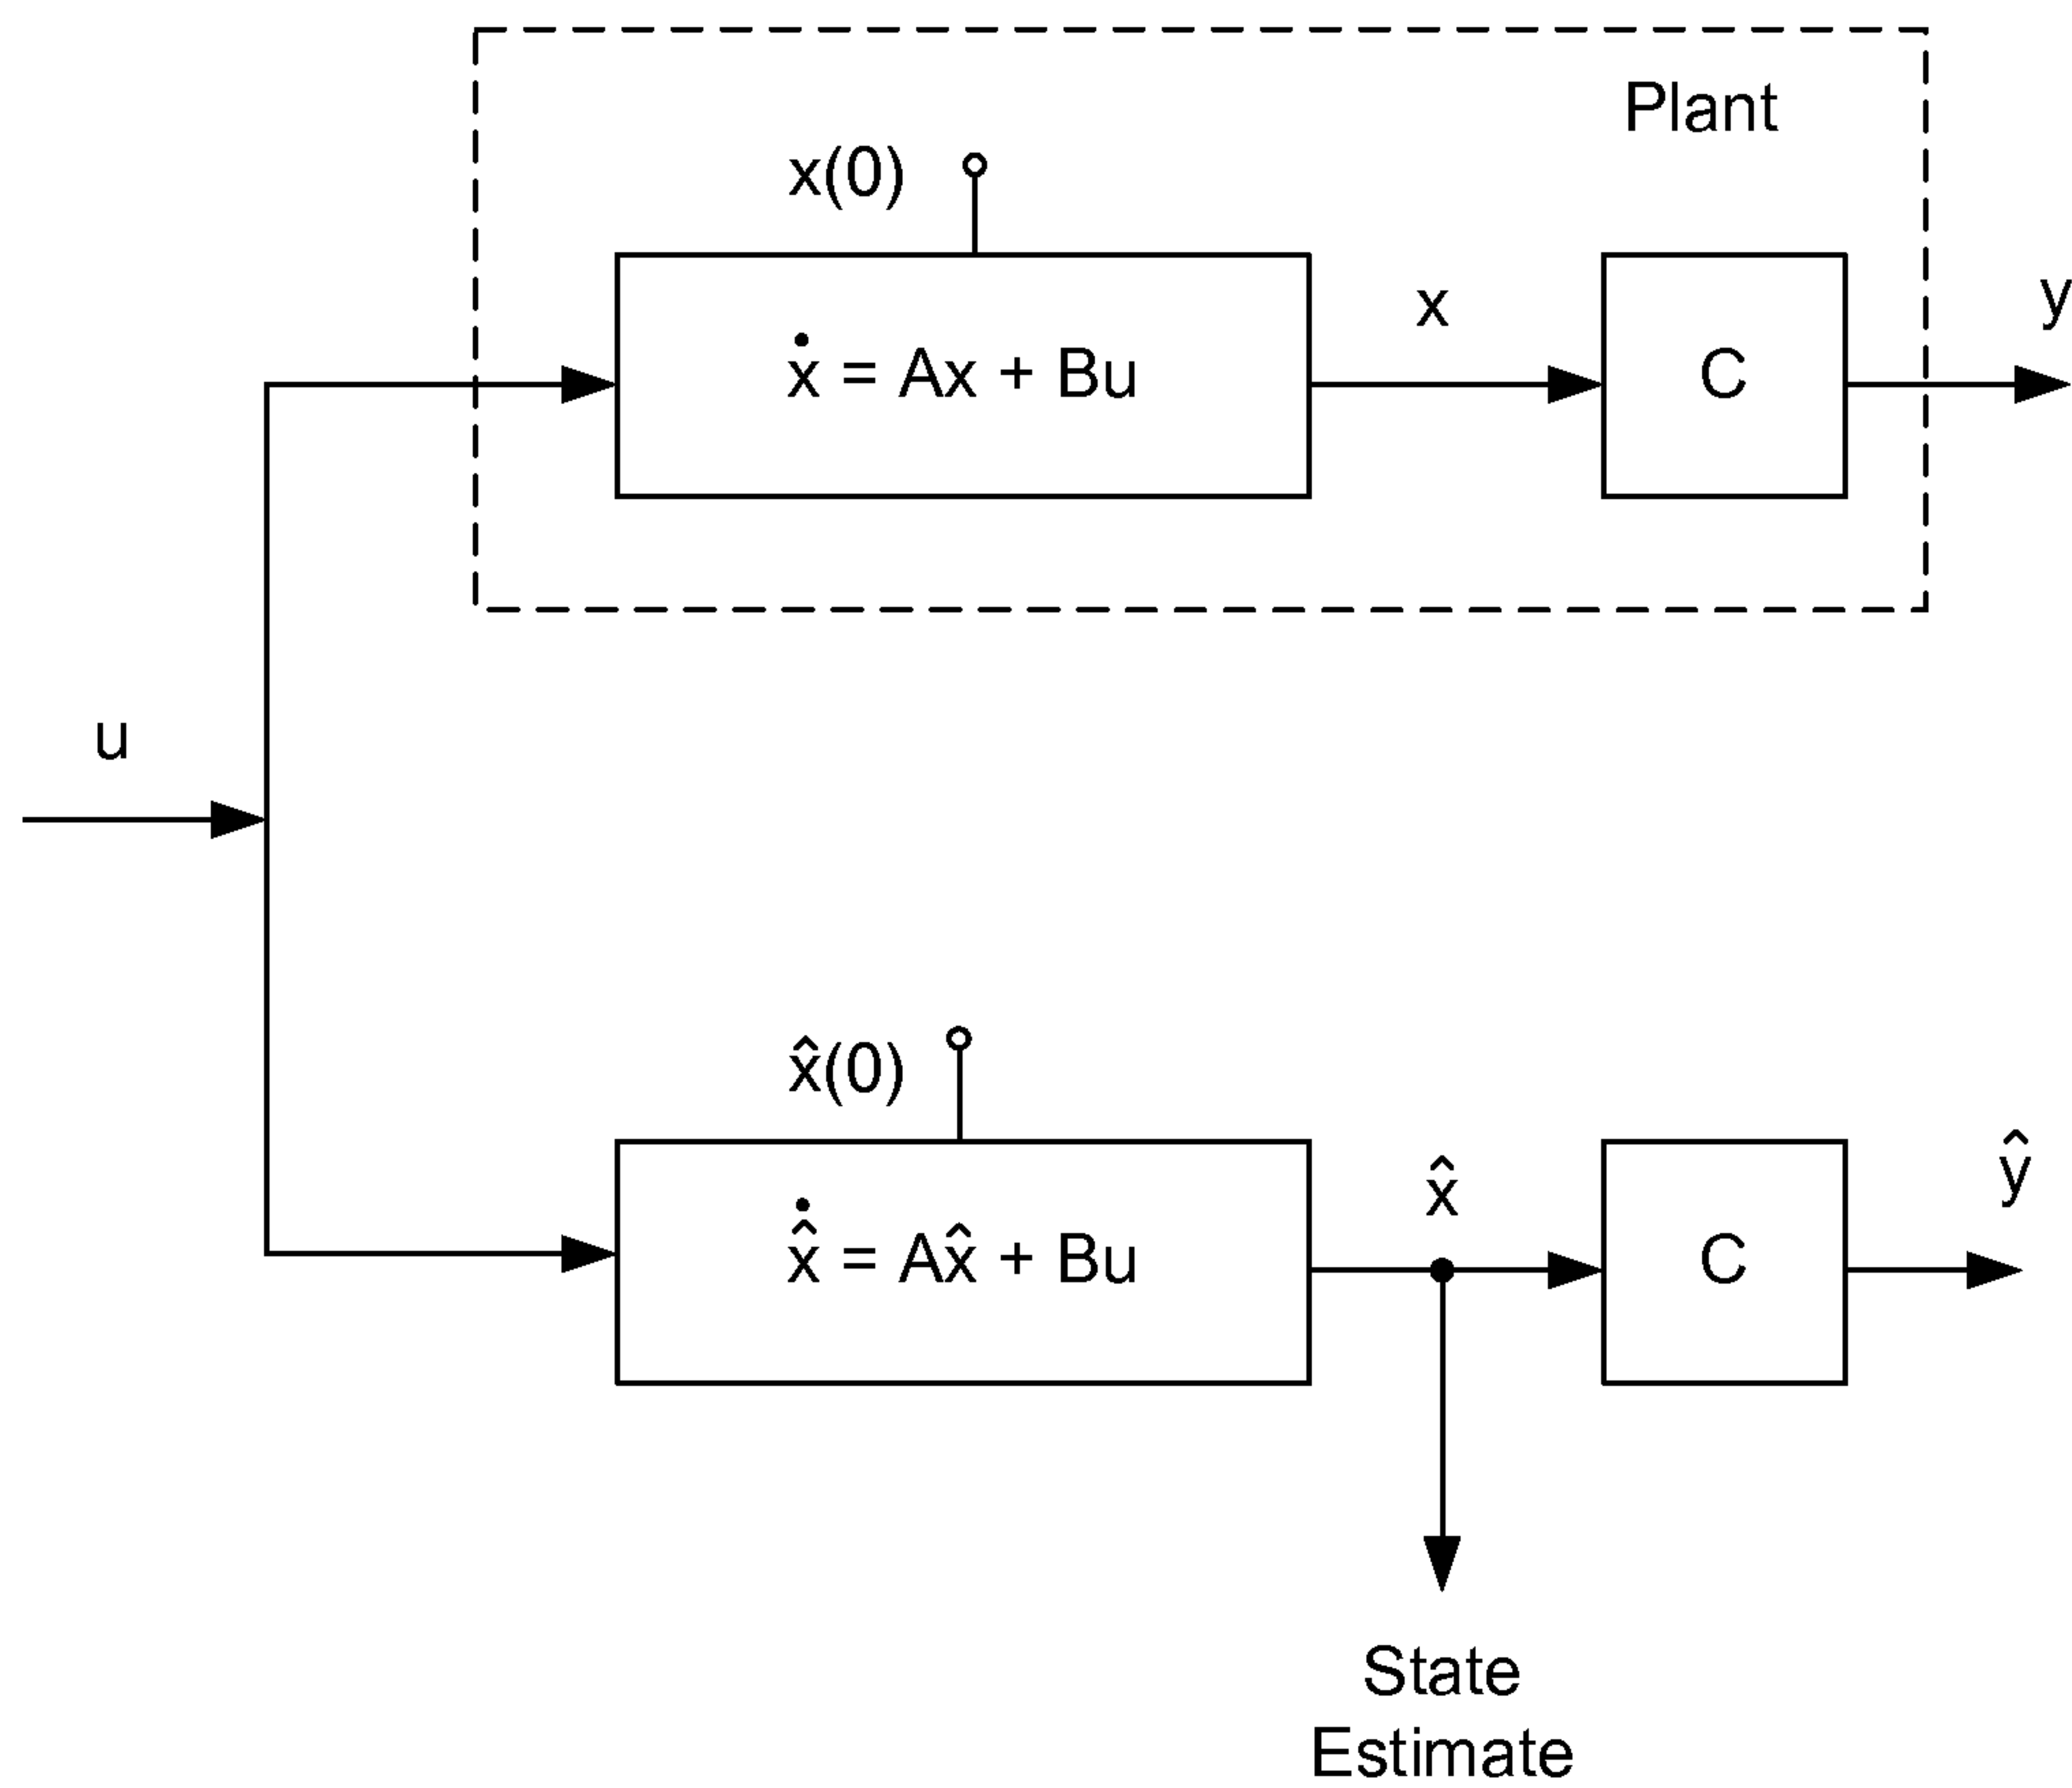 Plant
x(0)
ẋ = Ax + Bu
x
C
y
u
x̂(0)
x̂̇ = Ax̂ + Bu
x̂
C
ŷ
State
Estimate